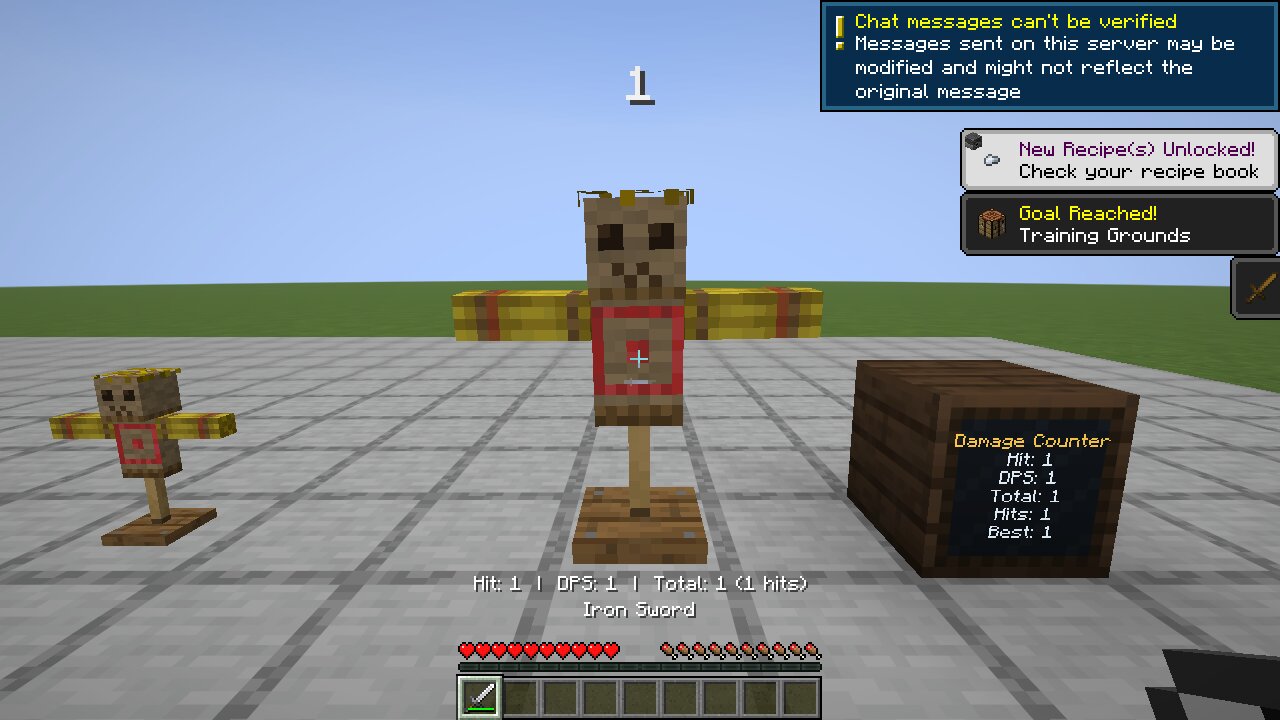 Chat messages can't be verified
Messages sent on this server may be
modified and might not reflect the
original message
1
New Recipe(s) Unlocked!
Check your recipe book
Goal Reached!
Training Grounds
Damage Counter
Hit: 1
DPS: 1
Total: 1
Hits: 1
Best: 1
Hit: 1 | DPS: 1 | Total: 1 (1 hits)
Iron Sword